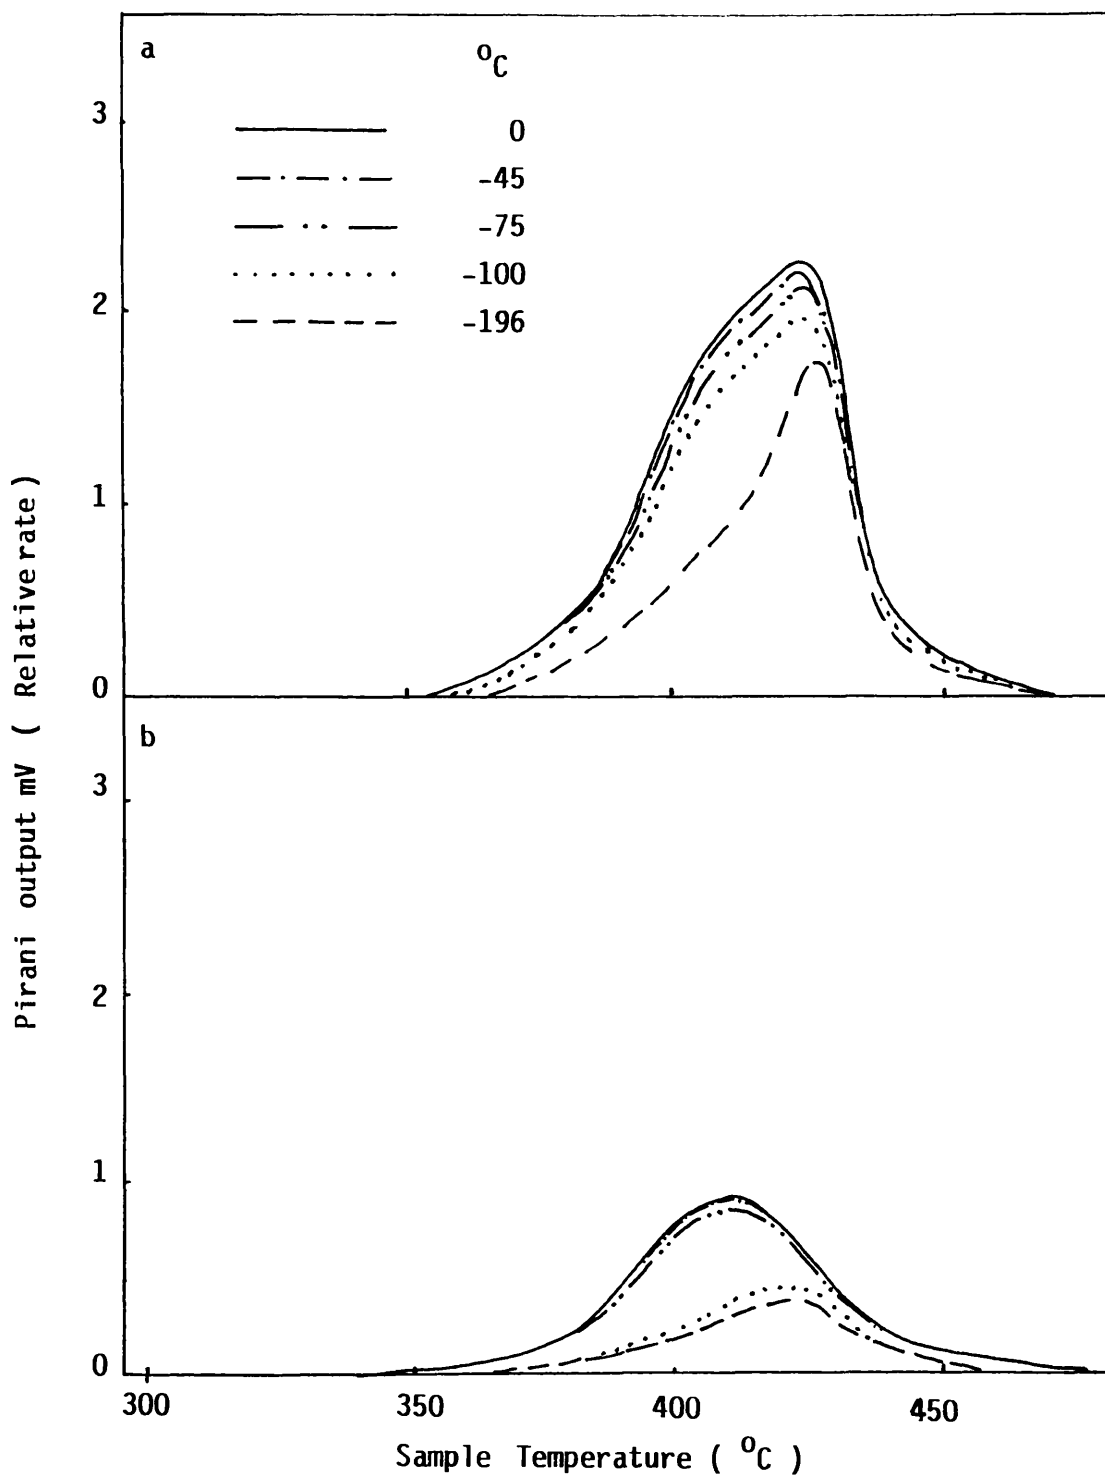 a
°C
0
-45
-75
-100
-196
3
2
1
0
b
3
2
1
0
300 350 400 450
Sample Temperature ( °C )
Pirani output mV ( Relative rate )